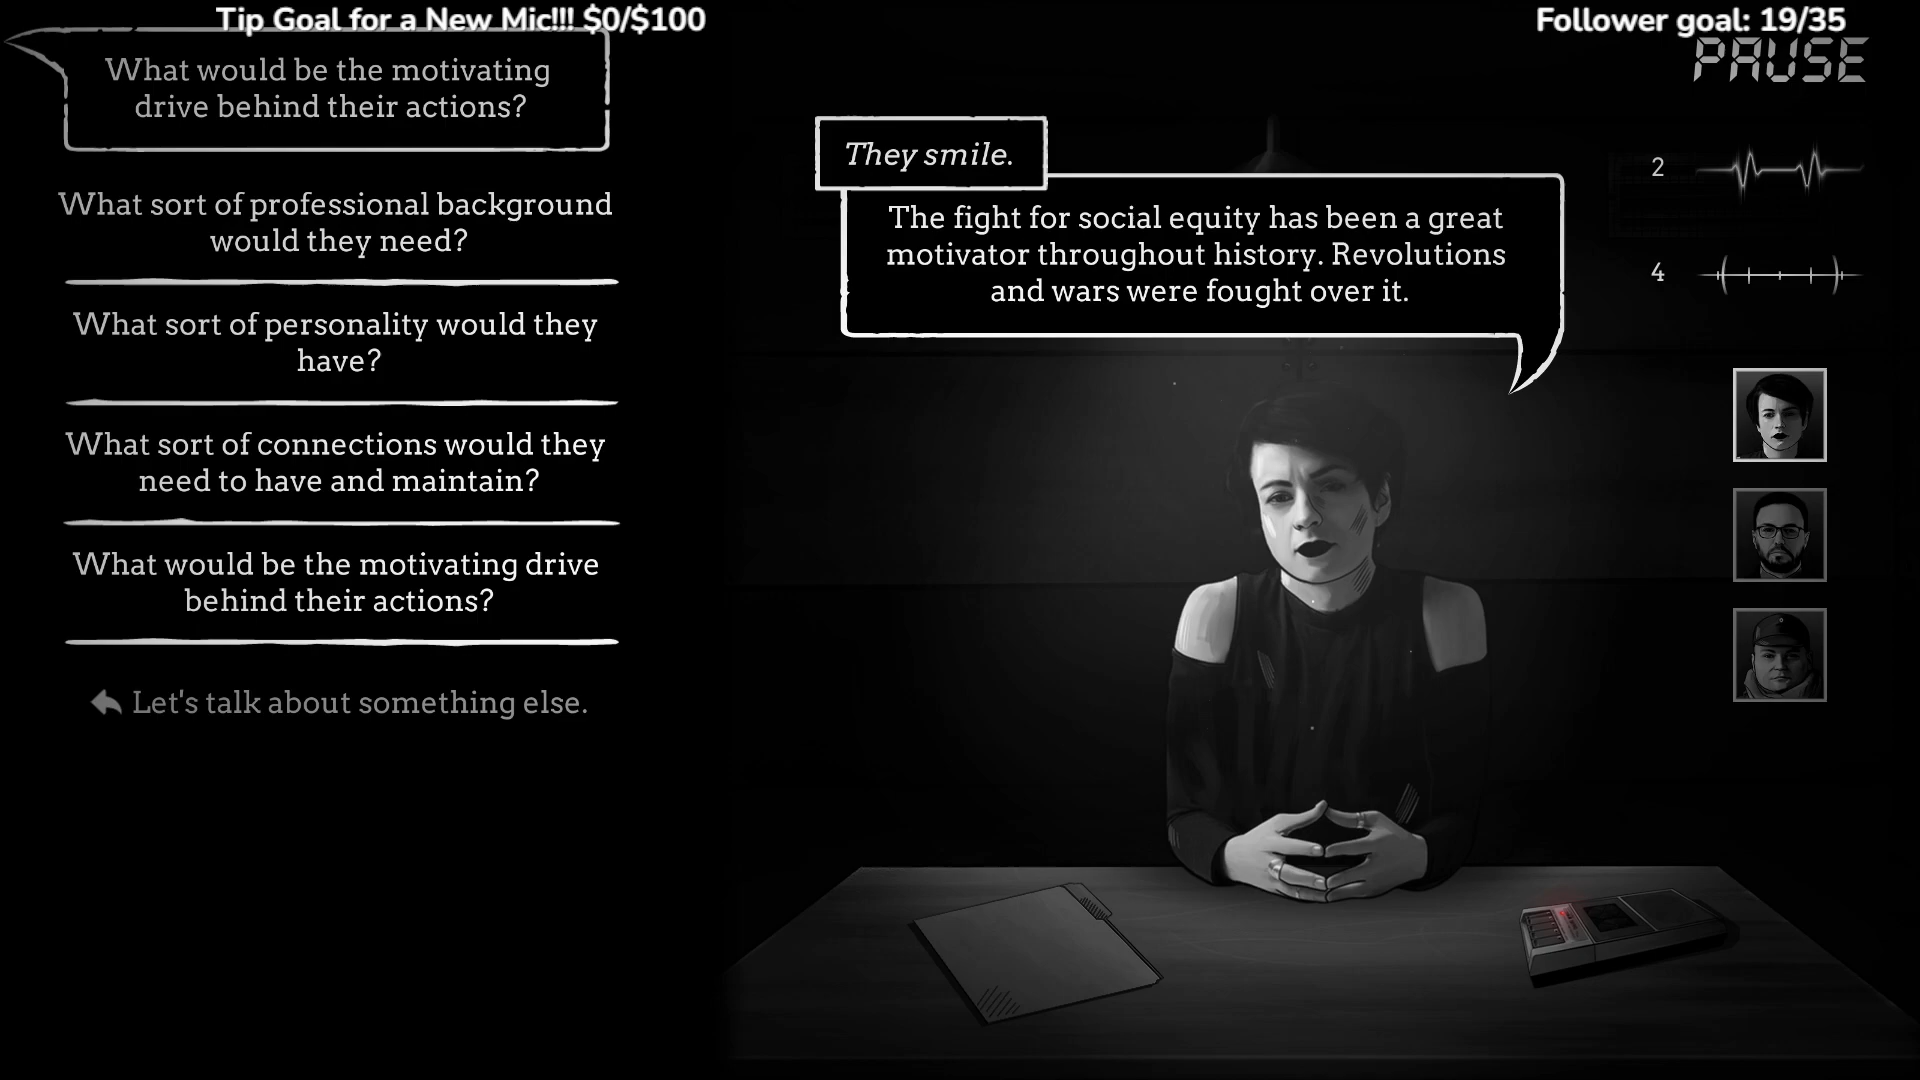 Tip Goal for a New Mic!!! $0/$100
Follower goal: 19/35
PAUSE
What would be the motivating
drive behind their actions?
They smile.
The fight for social equity has been a great
motivator throughout history. Revolutions
and wars were fought over it.
2
4
What sort of professional background
would they need?
What sort of personality would they
have?
What sort of connections would they
need to have and maintain?
What would be the motivating drive
behind their actions?
Let's talk about something else.